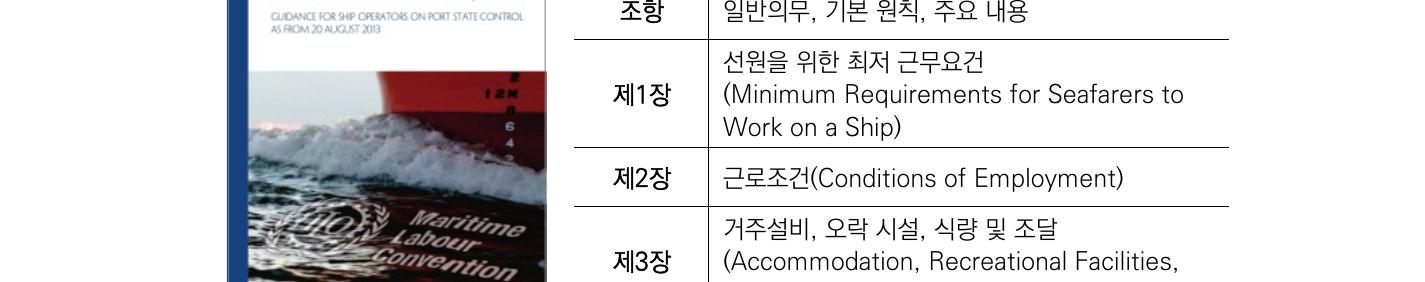 GUIDANCE FOR SHIP OPERATORS ON PORT STATE CONTROL
AS FROM 20 AUGUST 2013
2
12M
8
6
4
2
ILO
Maritime
Labour
Convention
조항
일반의무, 기본 원칙, 주요 내용
제1장
선원을 위한 최저 근무요건
(Minimum Requirements for Seafarers to
Work on a Ship)
제2장
근로조건(Conditions of Employment)
제3장
거주설비, 오락 시설, 식량 및 조달
(Accommodation, Recreational Facilities,